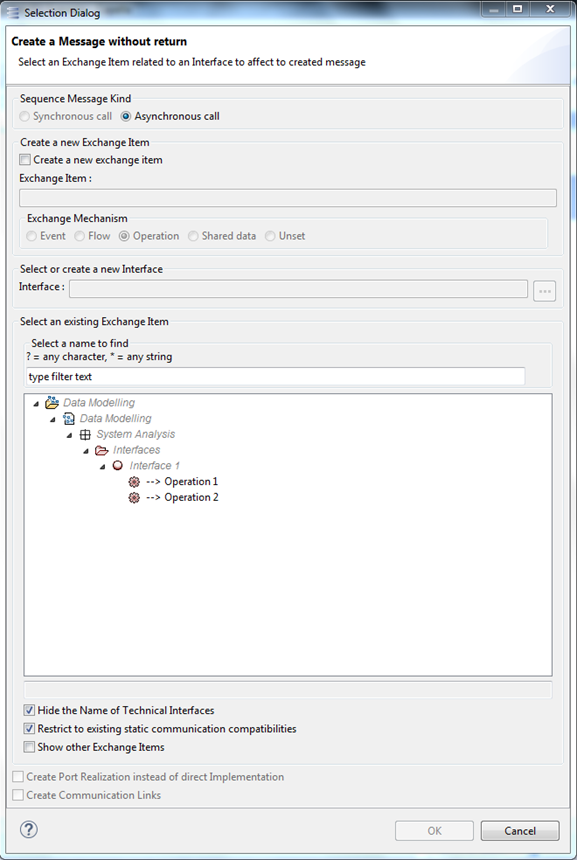 Selection Dialog
Create a Message without return
Select an Exchange Item related to an Interface to affect to created message
Sequence Message Kind
Synchronous call Asynchronous call
Create a new Exchange Item
Create a new exchange item
Exchange Item :
Exchange Mechanism
Event Flow Operation Shared data Unset
Select or create a new Interface
Interface : ...
Select an existing Exchange Item
Select a name to find
? = any character, * = any string
type filter text
Data Modelling
Data Modelling
System Analysis
Interfaces
Interface 1
--> Operation 1
--> Operation 2
Hide the Name of Technical Interfaces
Restrict to existing static communication compatibilities
Show other Exchange Items
Create Port Realization instead of direct Implementation
Create Communication Links
? OK Cancel